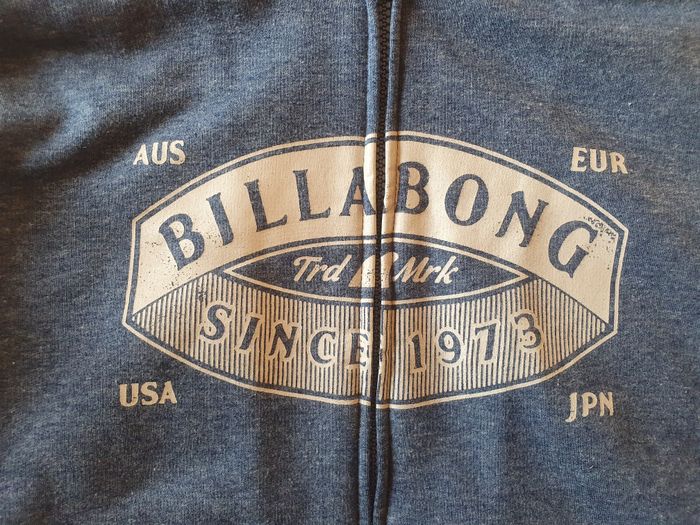 AUS EUR
BILLABONG
Trd Mrk
SINCE 1973
USA JPN